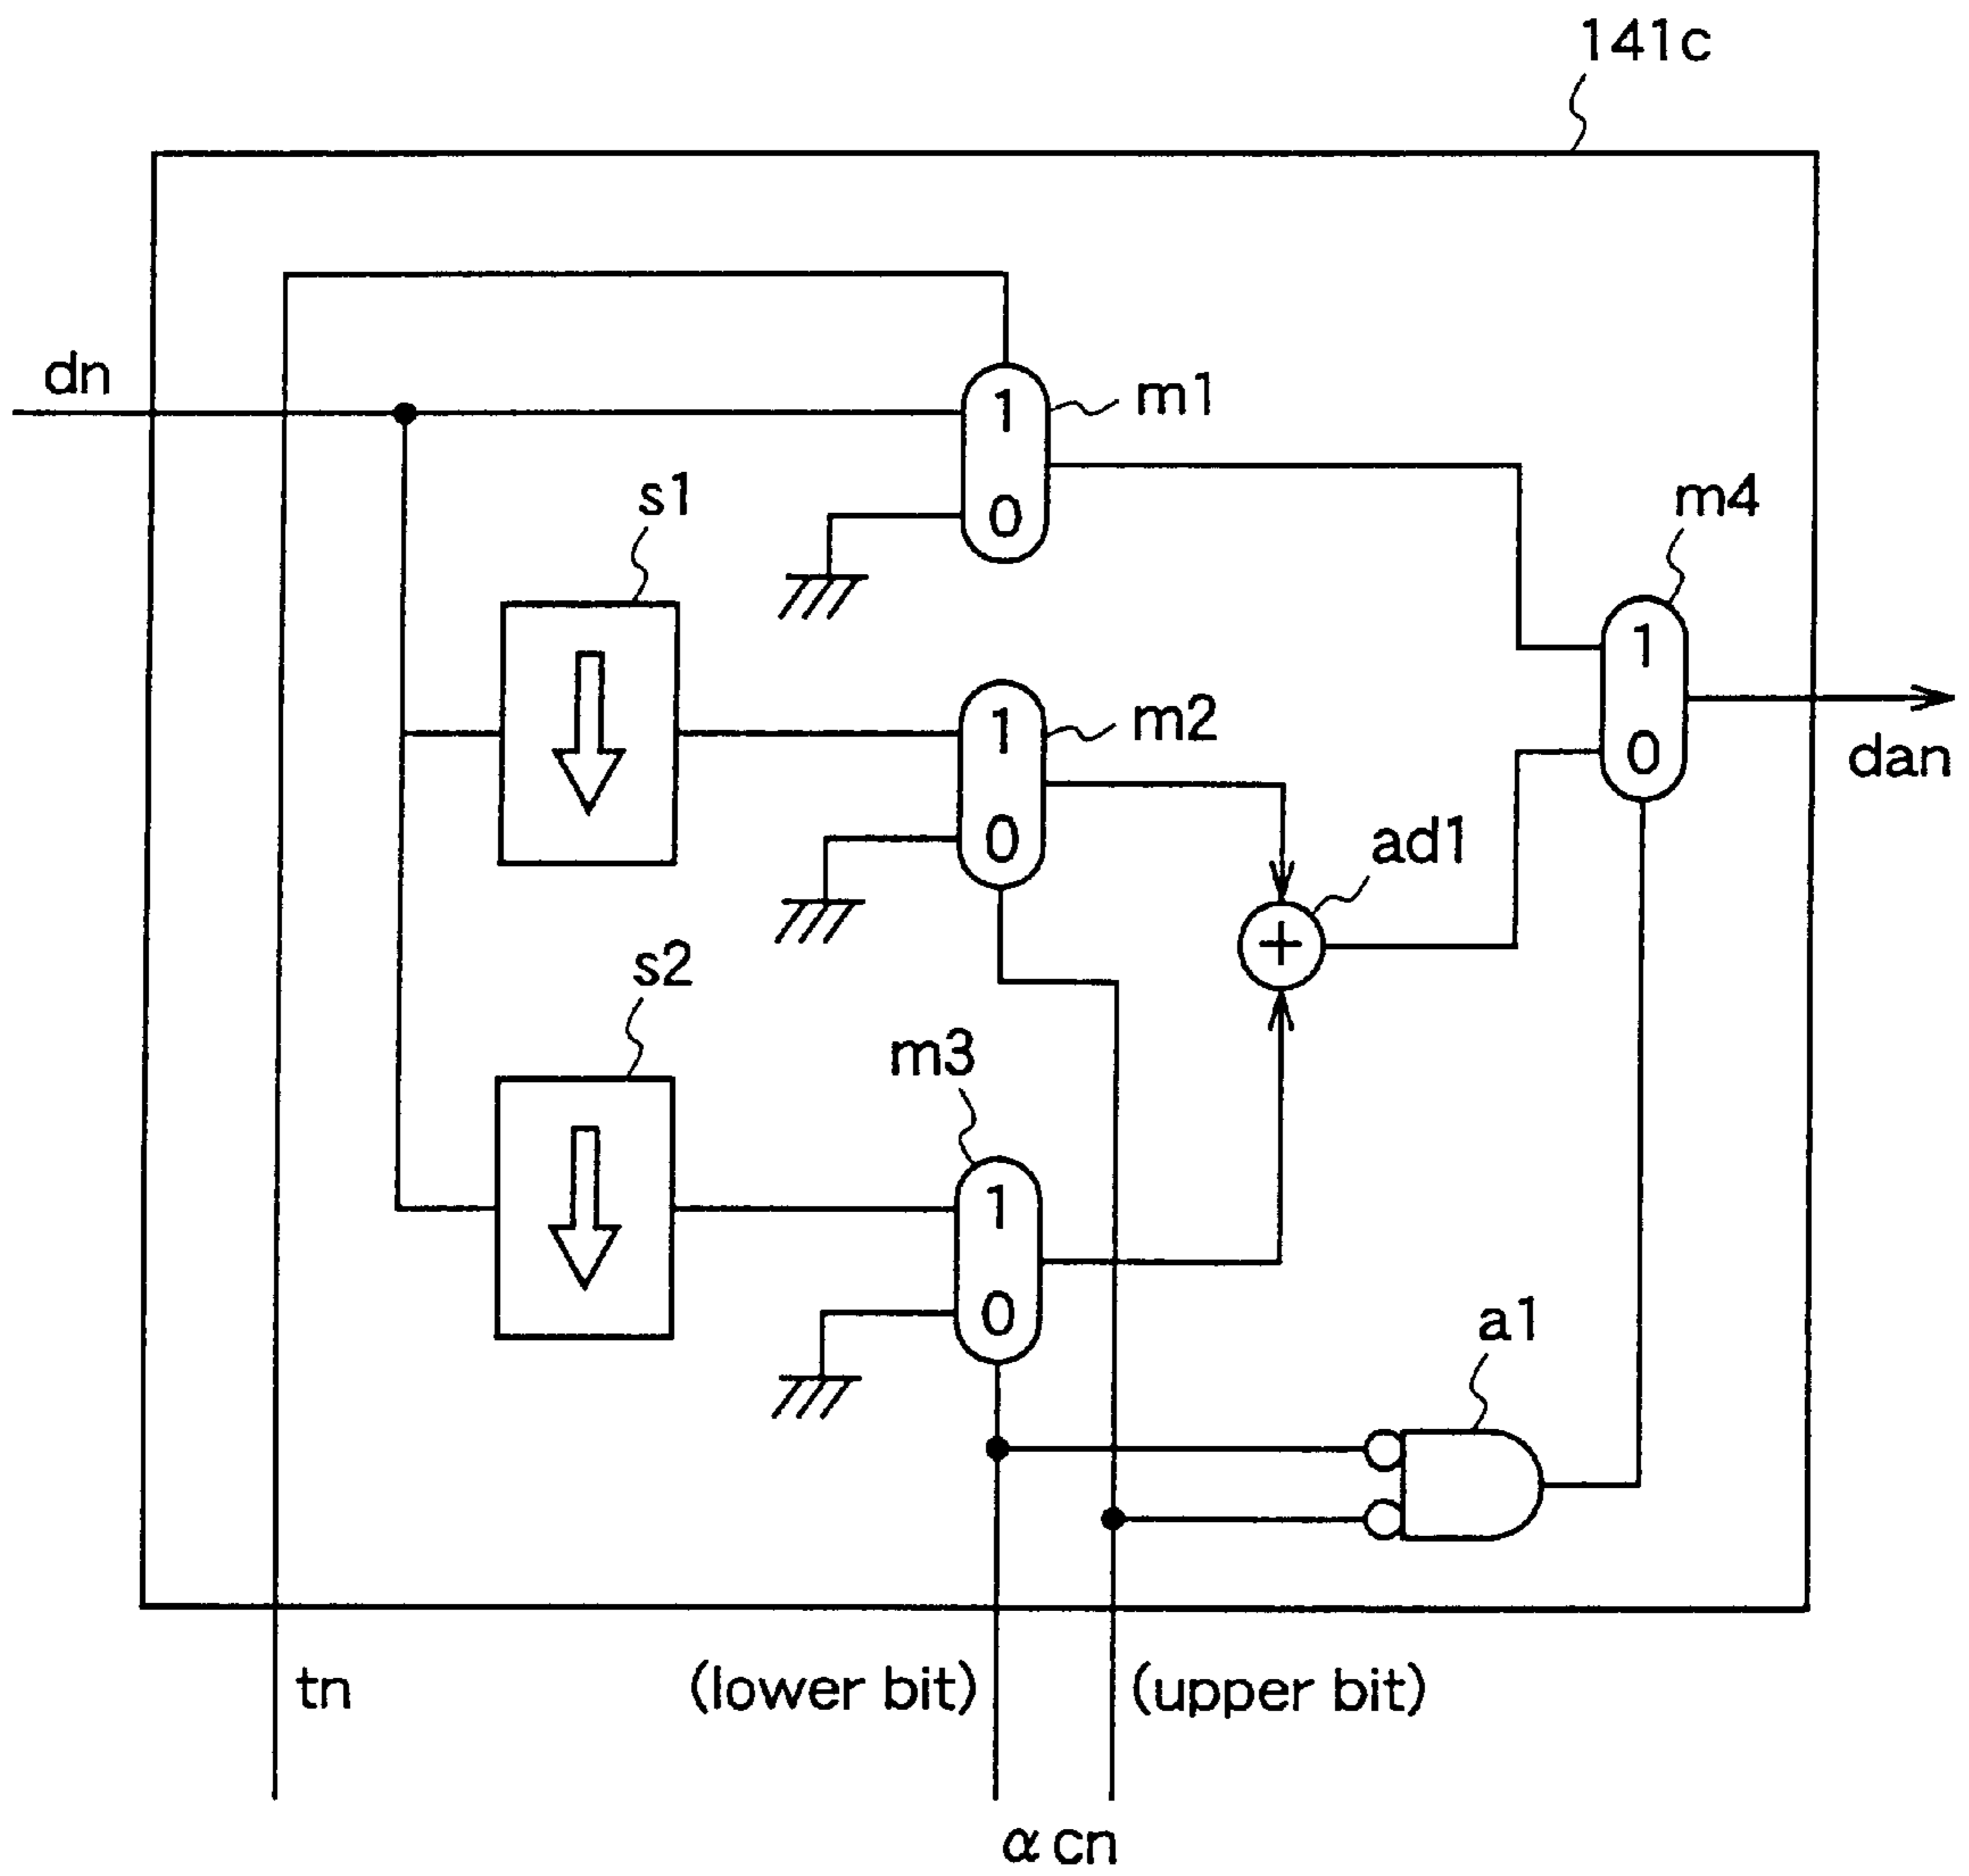 141c
dn
m1
1
0
s1
m4
1
0
dan
m2
1
0
ad1
+
s2
m3
1
0
a1
tn
(lower bit)
(upper bit)
α cn